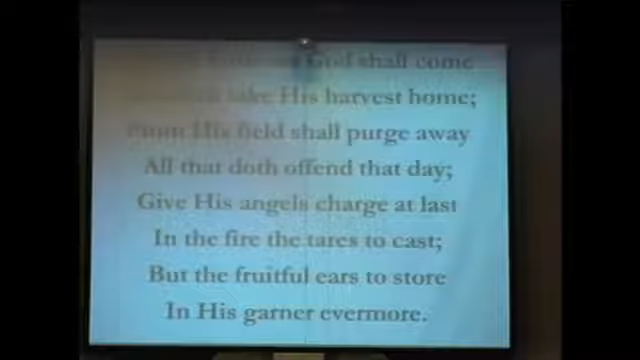 God shall come
take His harvest home;
From His field shall purge away
All that doth offend that day;
Give His angels charge at last
In the fire the tares to cast;
But the fruitful ears to store
In His garner evermore.